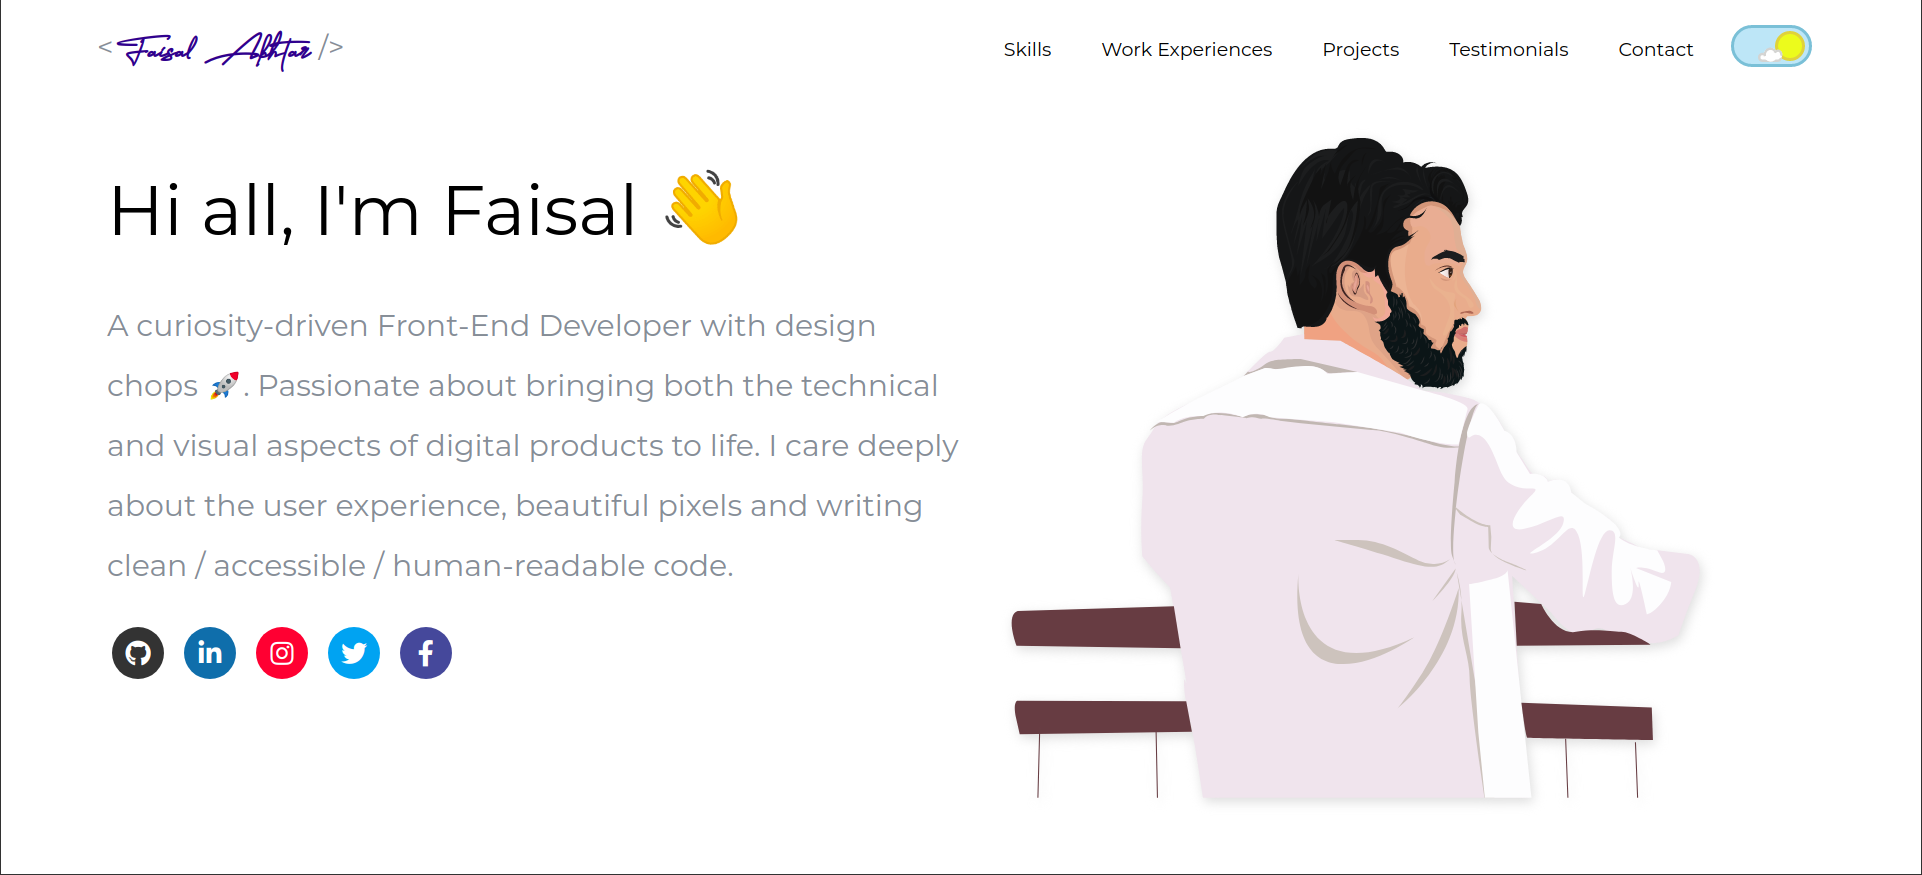 < Faisal Akhtar />
Skills Work Experiences Projects Testimonials Contact
Hi all, I'm Faisal 👋
A curiosity-driven Front-End Developer with design
chops 🚀. Passionate about bringing both the technical
and visual aspects of digital products to life. I care deeply
about the user experience, beautiful pixels and writing
clean / accessible / human-readable code.